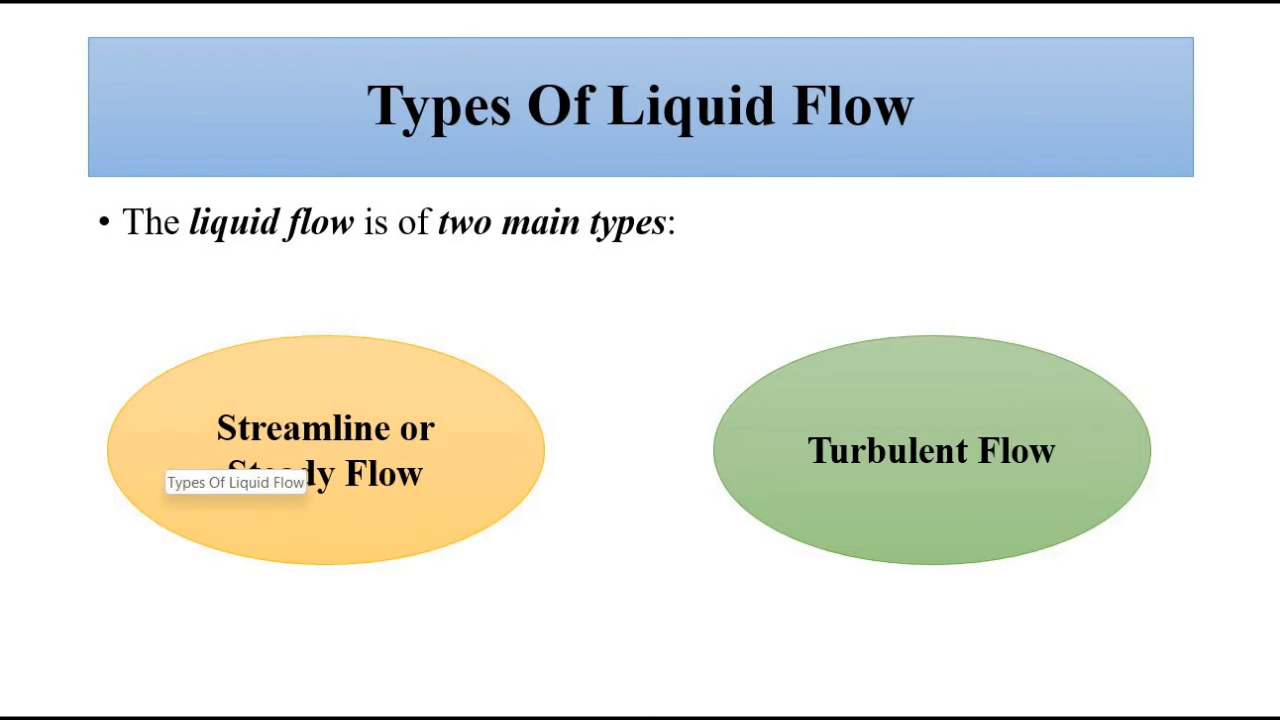 Types Of Liquid Flow
• The liquid flow is of two main types:
Streamline or
Flow
Types Of Liquid Flow
Turbulent Flow